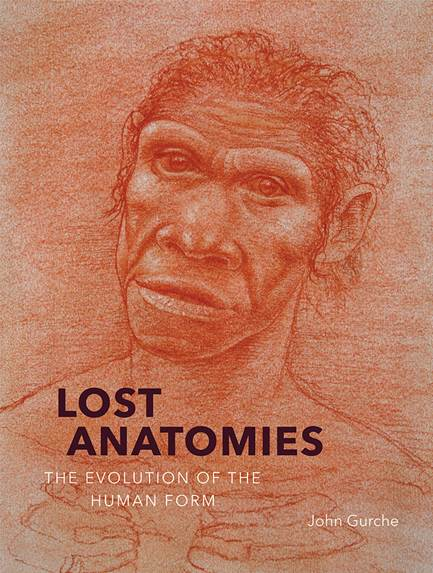 LOST
ANATOMIES
THE EVOLUTION OF THE
HUMAN FORM
John Gurche